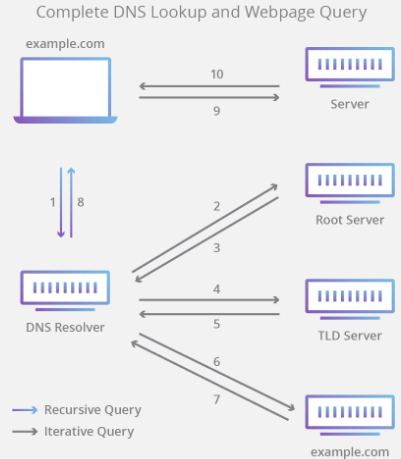 Complete DNS Lookup and Webpage Query
example.com
10
9
Server
1
8
2
3
Root Server
4
5
DNS Resolver
TLD Server
6
7
Recursive Query
Iterative Query
example.com